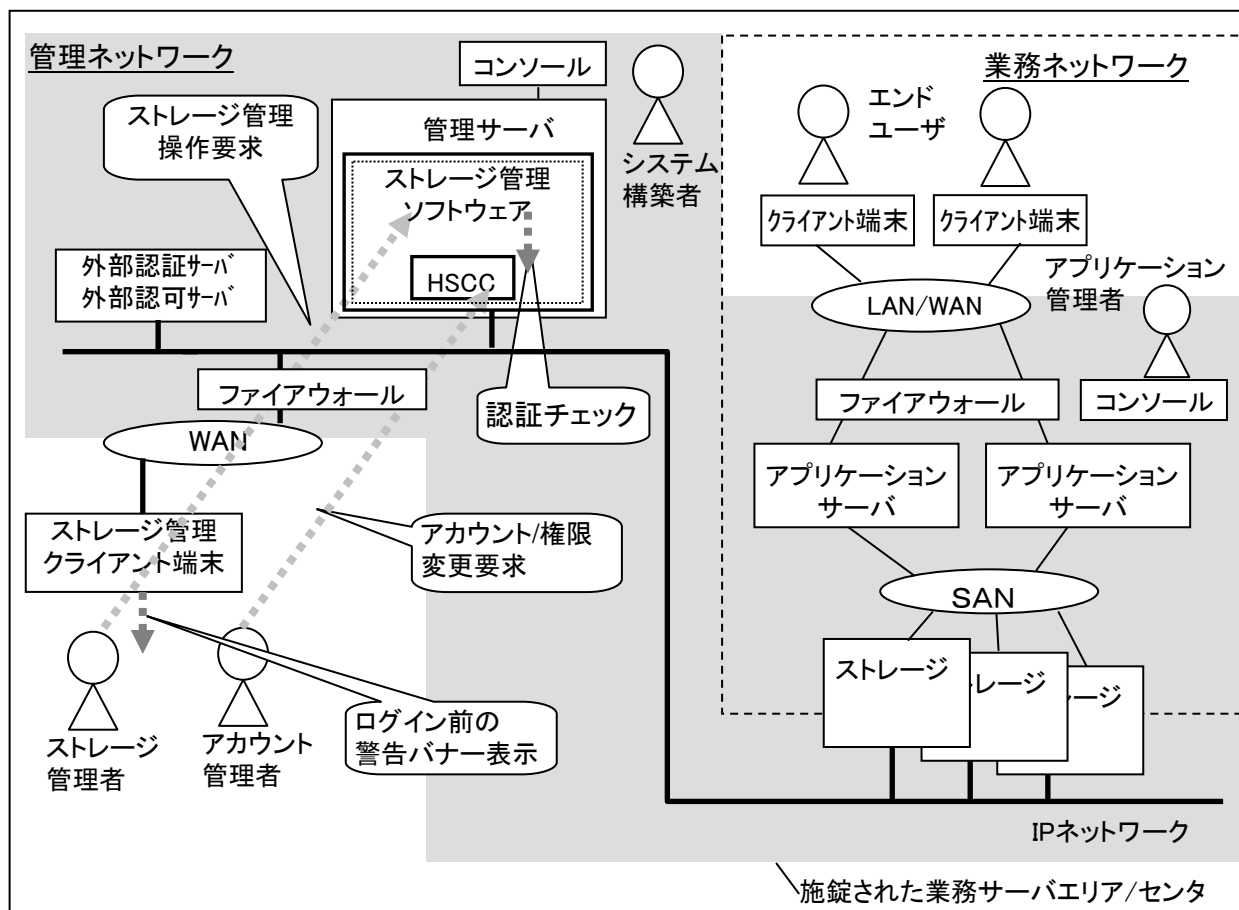 管理ネットワーク
コンソール
業務ネットワーク
ストレージ管理
操作要求
管理サーバ
ストレージ管理
ソフトウェア
HSCC
システム
構築者
エンド
ユーザ
クライアント端末
クライアント端末
外部認証サーバ
外部認可サーバ
アプリケーション
管理者
LAN/WAN
ファイアウォール
認証チェック
ファイアウォール
コンソール
WAN
アプリケーション
サーバ
アプリケーション
サーバ
ストレージ管理
クライアント端末
アカウント/権限
変更要求
SAN
ストレージ
レージ
ージ
ストレージ
管理者
アカウント
管理者
ログイン前の
警告バナー表示
IPネットワーク
施錠された業務サーバエリア/センタ